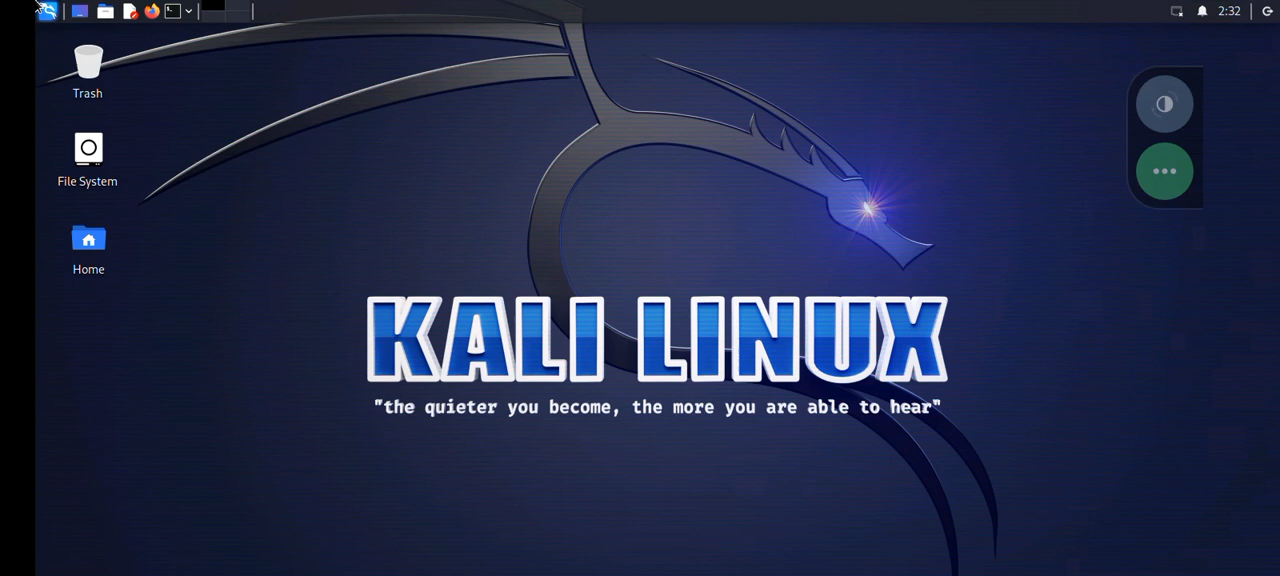 2:32
Trash
File System
Home
KALI LINUX
"the quieter you become, the more you are able to hear"